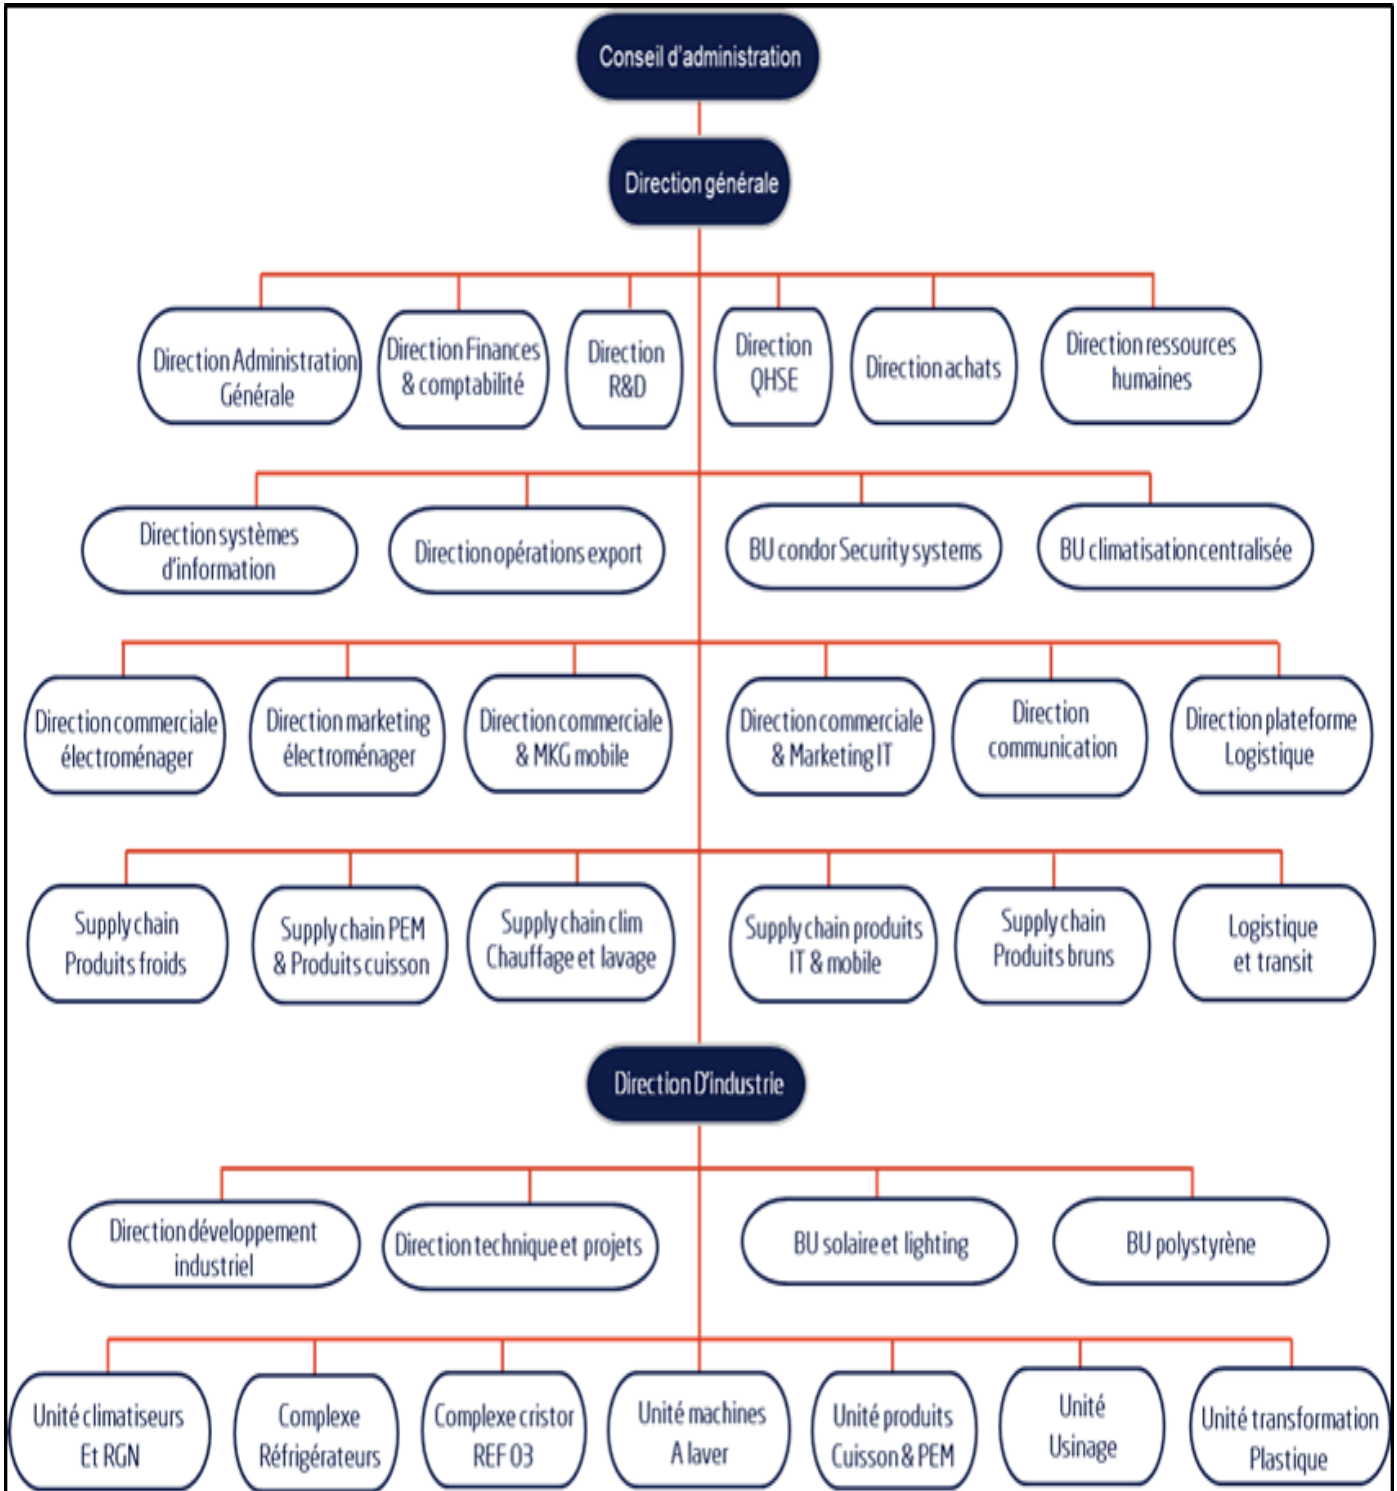 Conseil d'administration
Direction générale
Direction Administration
Générale
Direction Finances
& comptabilité
Direction
R&D
Direction
QHSE
Direction achats
Direction ressources
humaines
Direction systèmes
d'information
Direction opérations export
BU condor Security systems
BU climatisation centralisée
Direction commerciale
électroménager
Direction marketing
électroménager
Direction commerciale
& MKG mobile
Direction commerciale
& Marketing IT
Direction
communication
Direction plateforme
Logistique
Supply chain
Produits froids
Supply chain PEM
& Produits cuisson
Supply chain clim
Chauffage et lavage
Supply chain produits
IT & mobile
Supply chain
Produits bruns
Logistique
et transit
Direction D'industrie
Direction développement
industriel
Direction technique et projets
BU solaire et lighting
BU polystyrène
Unité climatiseurs
Et RGN
Complexe
Réfrigérateurs
Complexe cristor
REF 03
Unité machines
A laver
Unité produits
Cuisson & PEM
Unité
Usinage
Unité transformation
Plastique